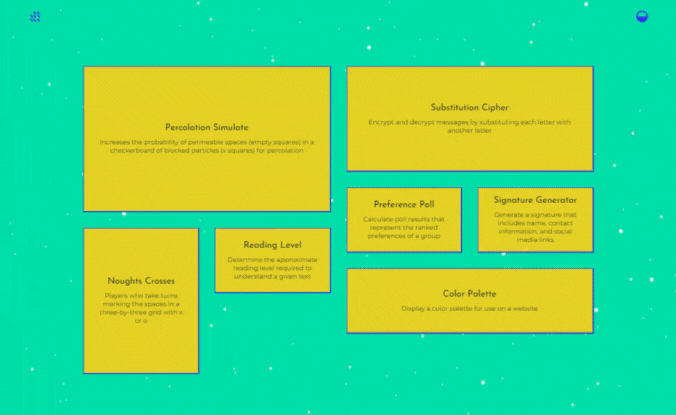 Percolation Simulate
Increases the probability of permeable spaces (empty squares) in a
checkerboard of blocked particles (x squares) for percolation
Substitution Cipher
Encrypt and decrypt messages by substituting each letter with
another letter
Preference Poll
Calculate poll results that
represent the ranked
preferences of a group
Signature Generator
Generate a signature that
includes name, contact
information, and social
media links
Noughts Crosses
Players who take turns
marking the spaces in a
three-by-three grid with x
or o
Reading Level
Determine the approximate
reading level required to
understand a given text
Color Palette
Display a color palette for use on a website